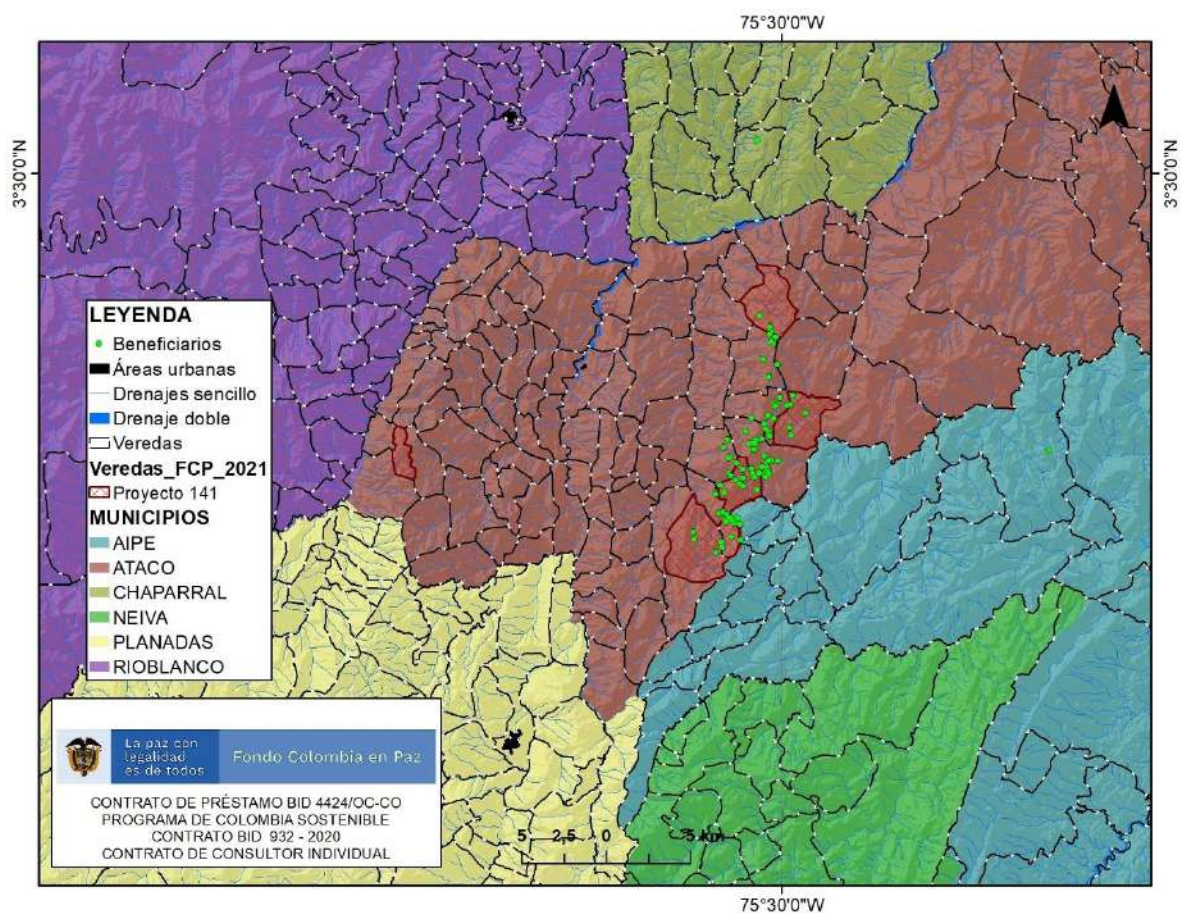 75°30'0"W
3°30'0"N
3°30'0"N
LEYENDA
Beneficiarios
Áreas urbanas
Drenajes sencillo
Drenaje doble
Veredas
Veredas_FCP_2021
Proyecto 141
MUNICIPIOS
AIPE
ATACO
CHAPARRAL
NEIVA
PLANADAS
RIOBLANCO
La paz con
legalidad
es de todos
Fondo Colombia en Paz
CONTRATO DE PRÉSTAMO BID 4424/OC-CO
PROGRAMA DE COLOMBIA SOSTENIBLE
CONTRATO BID 932 - 2020
CONTRATO DE CONSULTOR INDIVIDUAL
5 2,5 0 5 km
75°30'0"W